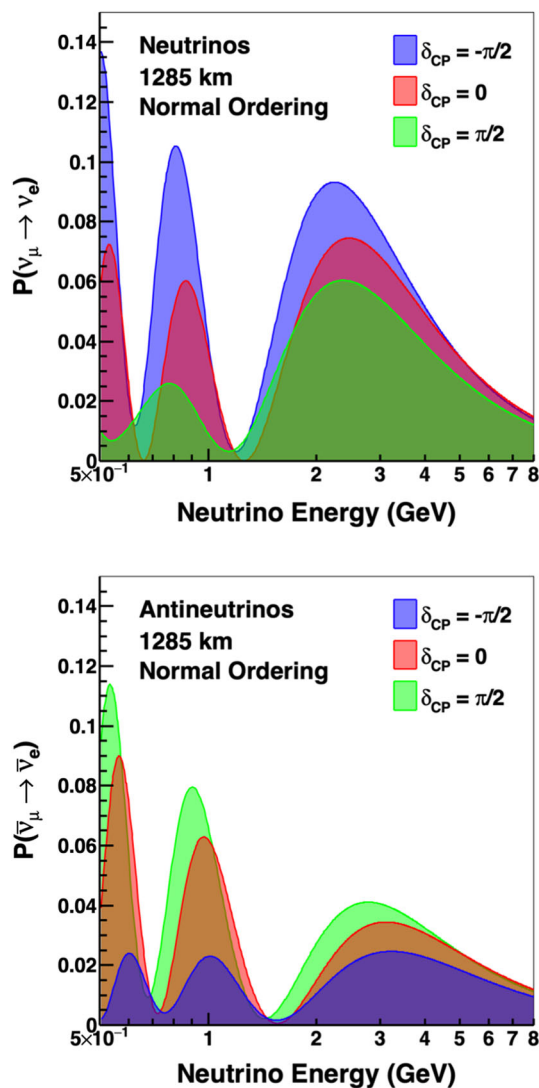 0.14
0.12
0.1
0.08
0.06
0.04
0.02
0
P(νμ → νe)
Neutrinos
1285 km
Normal Ordering
δCP = -π/2
δCP = 0
δCP = π/2
5×10⁻¹ 1 2 3 4 5 6 7 8
Neutrino Energy (GeV)
0.14
0.12
0.1
0.08
0.06
0.04
0.02
0
P(ν̄μ → ν̄e)
Antineutrinos
1285 km
Normal Ordering
δCP = -π/2
δCP = 0
δCP = π/2
5×10⁻¹ 1 2 3 4 5 6 7 8
Neutrino Energy (GeV)